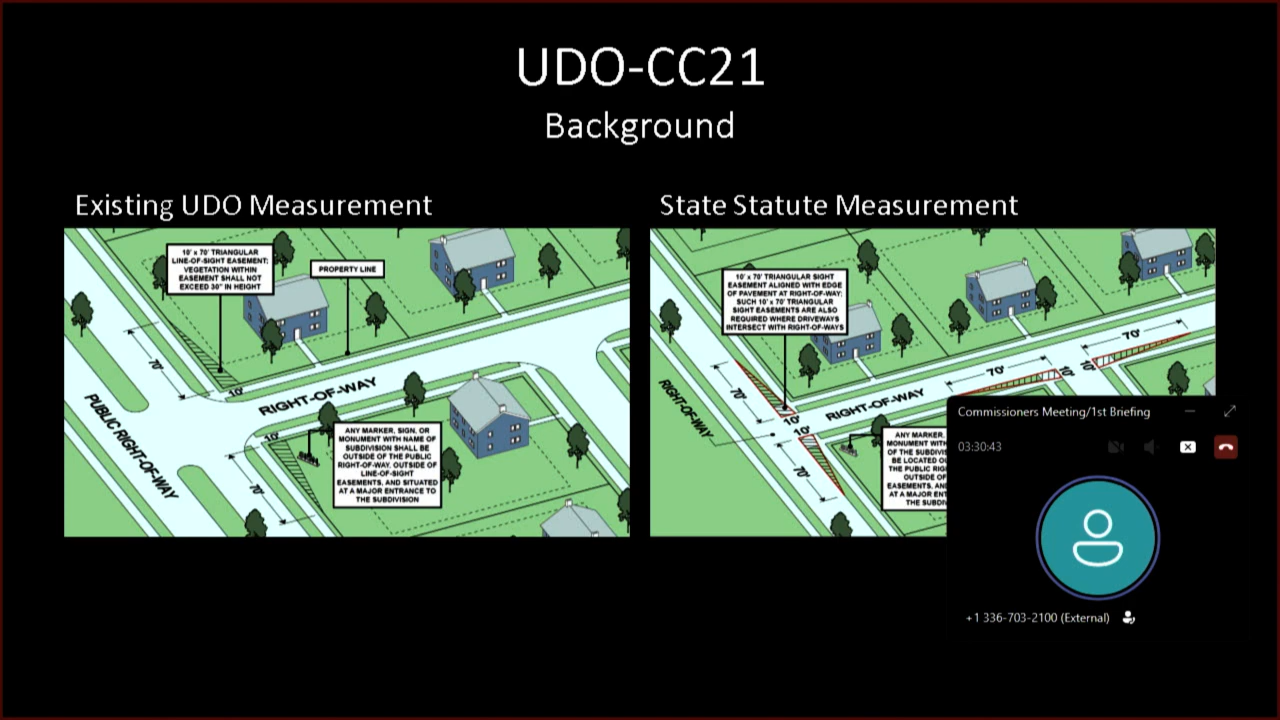 UDO-CC21
Background
Existing UDO Measurement
10' x 70' TRIANGULAR
LINE-OF-SIGHT EASEMENT;
VEGETATION WITHIN
EASEMENT SHALL NOT
EXCEED 30" IN HEIGHT
PROPERTY LINE
70'
10'
RIGHT-OF-WAY
PUBLIC RIGHT-OF-WAY
10'
70'
ANY MARKER, SIGN, OR
MONUMENT WITH NAME OF
SUBDIVISION SHALL BE
OUTSIDE OF THE PUBLIC
RIGHT-OF-WAY, OUTSIDE OF
LINE-OF-SIGHT
EASEMENTS, AND SITUATED
AT A MAJOR ENTRANCE TO
THE SUBDIVISION
State Statute Measurement
10' x 70' TRIANGULAR SIGHT
EASEMENT ALIGNED WITH EDGE
OF PAVEMENT AT RIGHT-OF-WAY;
SUCH 10' x 70' TRIANGULAR
SIGHT EASEMENTS ARE ALSO
REQUIRED WHERE DRIVEWAYS
INTERSECT WITH RIGHT-OF-WAYS
70'
70'
10'
10'
70'
RIGHT-OF-WAY
RIGHT-OF-WAY
10'
10'
70'
ANY MARKER,
MONUMENT WITH
OF THE SUBDIVIS
BE LOCATED
THE PUBLIC RIG
OUTSIDE OF
EASEMENTS, AN
AT A MAJOR ENT
THE SUBDIV
Commissioners Meeting/1st Briefing
03:30:43
+1 336-703-2100 (External)